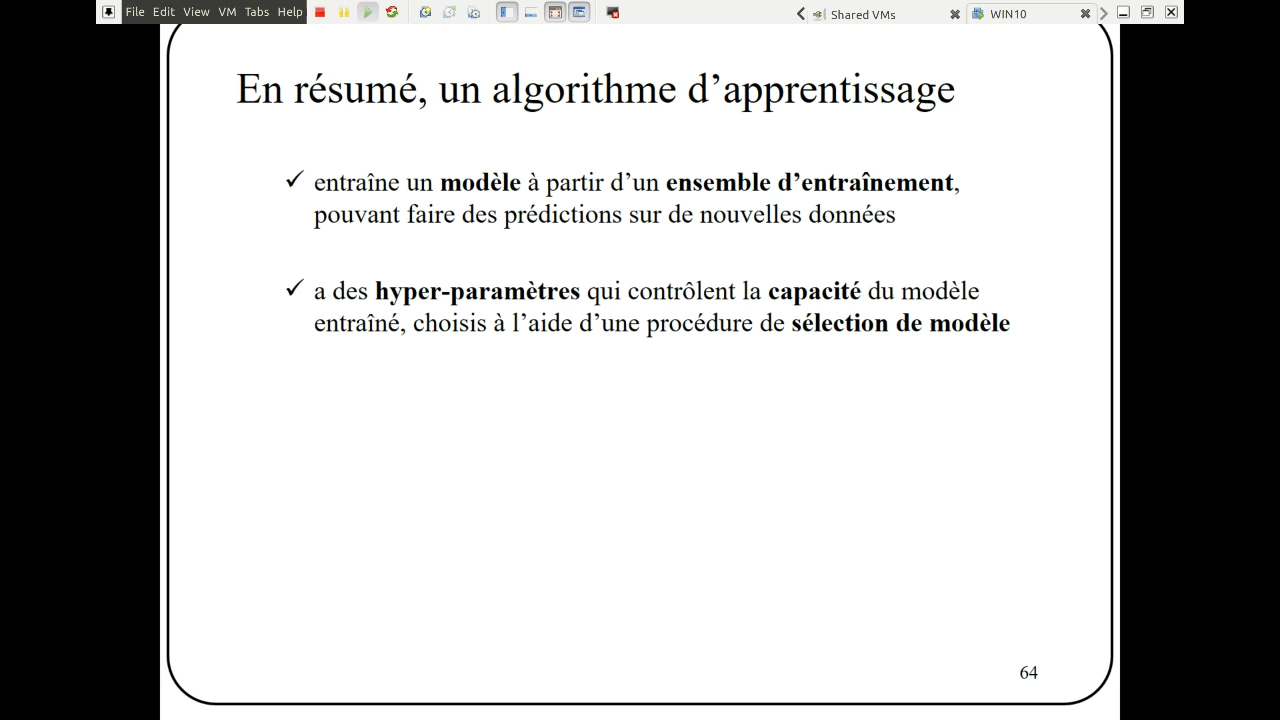 File Edit View VM Tabs Help
Shared VMs
WIN10
En résumé, un algorithme d’apprentissage
✓ entraîne un modèle à partir d’un ensemble d’entraînement,
pouvant faire des prédictions sur de nouvelles données
✓ a des hyper-paramètres qui contrôlent la capacité du modèle
entraîné, choisis à l’aide d’une procédure de sélection de modèle
64